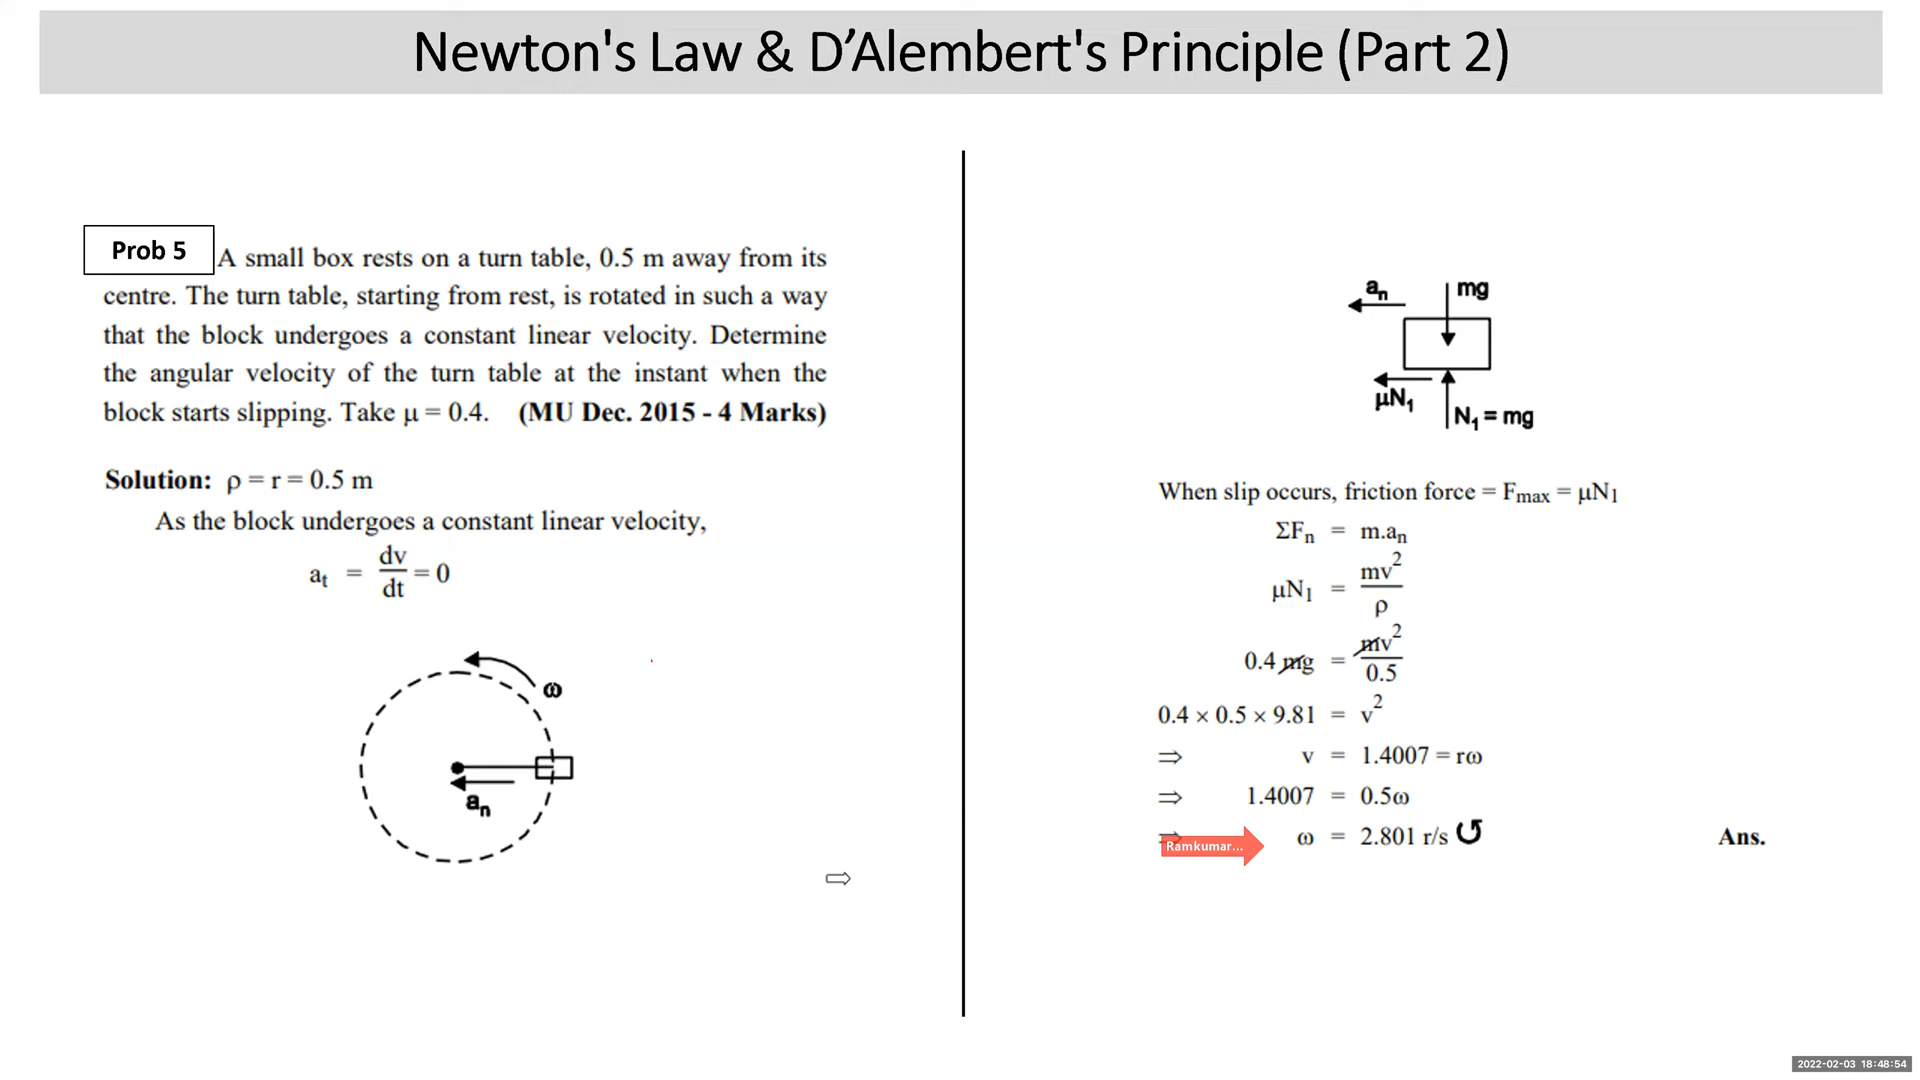 Newton's Law & D’Alembert's Principle (Part 2)
Prob 5
A small box rests on a turn table, 0.5 m away from its
centre. The turn table, starting from rest, is rotated in such a way
that the block undergoes a constant linear velocity. Determine
the angular velocity of the turn table at the instant when the
block starts slipping. Take μ = 0.4. (MU Dec. 2015 - 4 Marks)
Solution: ρ = r = 0.5 m
As the block undergoes a constant linear velocity,
aₜ = dv/dt = 0
ω
aₙ
⇨
aₙ mg
μN₁
N₁ = mg
When slip occurs, friction force = Fmax = μN₁
ΣFₙ = m.aₙ
μN₁ = mv²/ρ
0.4 mg = mv²/0.5
0.4 × 0.5 × 9.81 = v²
⇒ v = 1.4007 = rω
⇒ 1.4007 = 0.5ω
⇒ ω = 2.801 r/s ↺ Ans.
Ramkumar...
2022-02-03 18:48:54